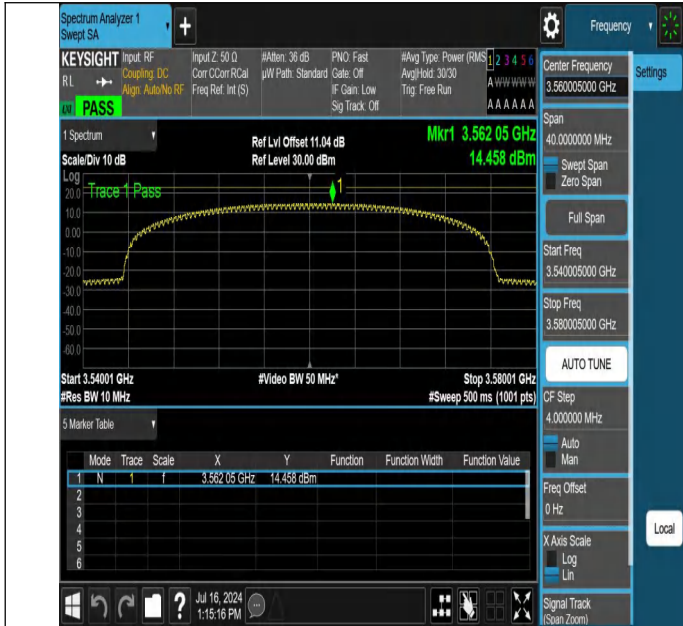 Spectrum Analyzer 1
Swept SA
Frequency
KEYSIGHT
RL
PASS
Input: RF
Coupling: DC
Align: Auto/No RF
Input Z: 50 Ω
Corr CCorr RCal
Freq Ref: Int (S)
#Atten: 36 dB
µW Path: Standard
PNO: Fast
Gate: Off
IF Gain: Low
Sig Track: Off
#Avg Type: Power (RMS
Avg|Hold: 30/30
Trig: Free Run
1 2 3 4 5 6
A W W W W W
A A A A A A
Center Frequency
3.560005000 GHz
Settings
Span
40.0000000 MHz
Swept Span
Zero Span
Full Span
Start Freq
3.540005000 GHz
Stop Freq
3.580005000 GHz
AUTO TUNE
CF Step
4.000000 MHz
Auto
Man
Freq Offset
0 Hz
X Axis Scale
Log
Lin
Signal Track
(Span Zoom)
Local
1 Spectrum
Scale/Div 10 dB
Ref Lvl Offset 11.04 dB
Ref Level 30.00 dBm
Mkr1 3.562 05 GHz
14.458 dBm
Log
Trace 1 Pass
1
20.0
10.0
0.00
-10.0
-20.0
-30.0
-40.0
-50.0
-60.0
Start 3.54001 GHz
#Res BW 10 MHz
#Video BW 50 MHz*
Stop 3.58001 GHz
#Sweep 500 ms (1001 pts)
5 Marker Table
Mode Trace Scale X Y Function Function Width Function Value
1 N 1 f 3.562 05 GHz 14.458 dBm
2
3
4
5
6
?
Jul 16, 2024
1:15:16 PM